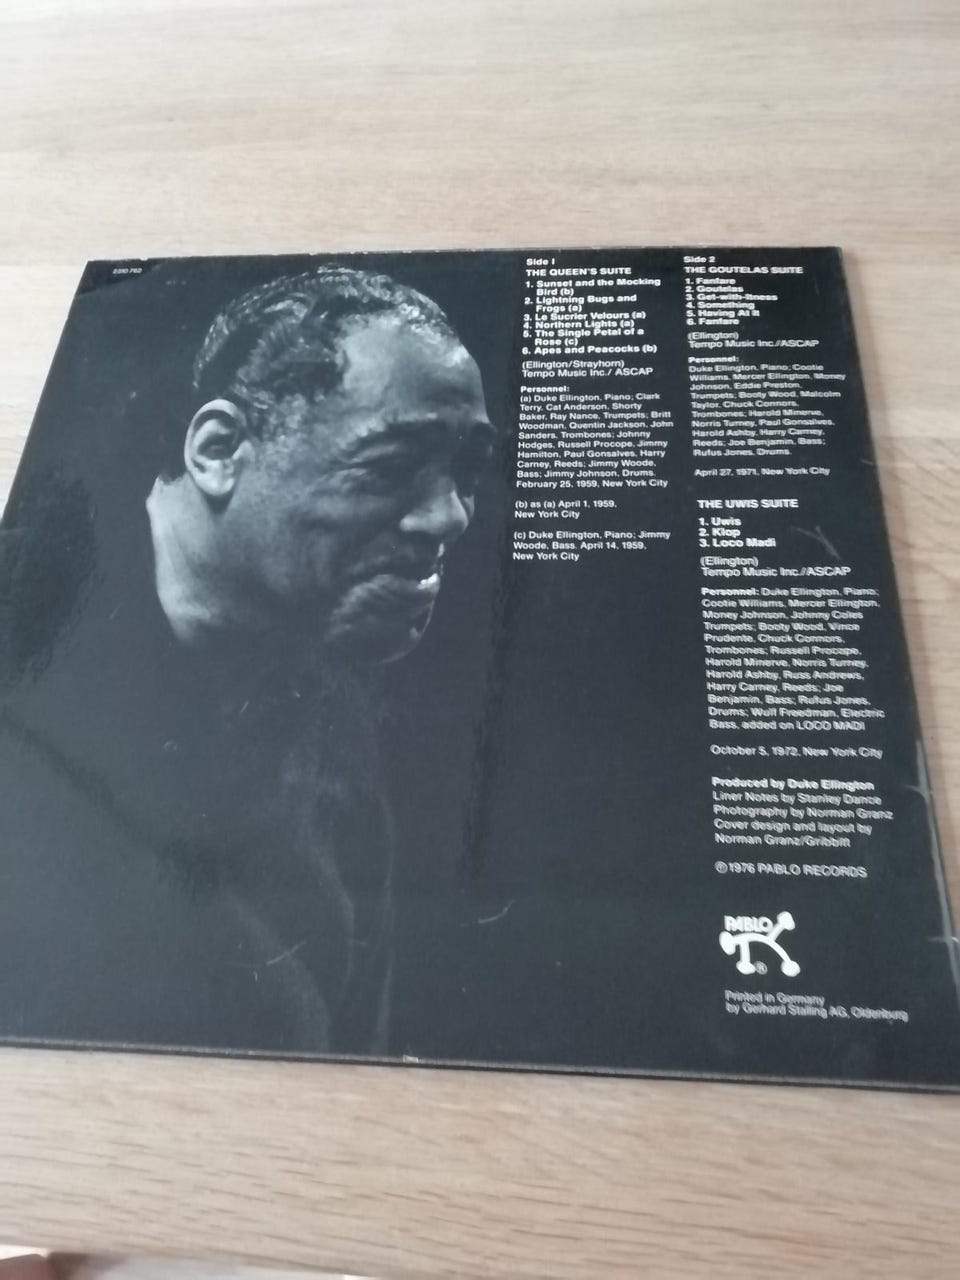 2310 762
Side I
THE QUEEN'S SUITE
1. Sunset and the Mocking
Bird (b)
2. Lightning Bugs and
Frogs (a)
3. Le Sucrier Velours (a)
4. Northern Lights (a)
5. The Single Petal of a
Rose (c)
6. Apes and Peacocks (b)
(Ellington/Strayhorn)
Tempo Music Inc./ ASCAP
Personnel:
(a) Duke Ellington, Piano; Clark
Terry, Cat Anderson, Shorty
Baker, Ray Nance, Trumpets; Britt
Woodman, Quentin Jackson, John
Sanders, Trombones; Johnny
Hodges, Russell Procope, Jimmy
Hamilton, Paul Gonsalves, Harry
Carney, Reeds; Jimmy Woode,
Bass; Jimmy Johnson, Drums.
February 25, 1959, New York City
(b) as (a) April 1, 1959,
New York City
(c) Duke Ellington, Piano; Jimmy
Woode, Bass. April 14, 1959,
New York City
Side 2
THE GOUTELAS SUITE
1. Fanfare
2. Goutelas
3. Get-with-Itness
4. Something
5. Having At It
6. Fanfare
(Ellington)
Tempo Music Inc./ASCAP
Personnel:
Duke Ellington, Piano; Cootie
Williams, Mercer Ellington, Money
Johnson, Eddie Preston,
Trumpets; Booty Wood, Malcolm
Taylor, Chuck Connors,
Trombones; Harold Minerve,
Norris Turney, Paul Gonsalves,
Harold Ashby, Harry Carney,
Reeds; Joe Benjamin, Bass;
Rufus Jones, Drums.
April 27, 1971, New York City
THE UWIS SUITE
1. Uwis
2. Klop
3. Loco Madi
(Ellington)
Tempo Music Inc./ASCAP
Personnel: Duke Ellington, Piano;
Cootie Williams, Mercer Ellington,
Money Johnson, Johnny Coles
Trumpets; Booty Wood, Vince
Prudente, Chuck Connors,
Trombones; Russell Procope,
Harold Minerve, Norris Turney,
Harold Ashby, Russ Andrews,
Harry Carney, Reeds; Joe
Benjamin, Bass; Rufus Jones,
Drums; Wulf Freedman, Electric
Bass, added on LOCO MADI
October 5, 1972, New York City
Produced by Duke Ellington
Liner Notes by Stanley Dance
Photography by Norman Granz
Cover design and layout by
Norman Granz/Gribbitt
℗1976 PABLO RECORDS
PABLO
®
Printed in Germany
by Gerhard Stalling AG, Oldenburg